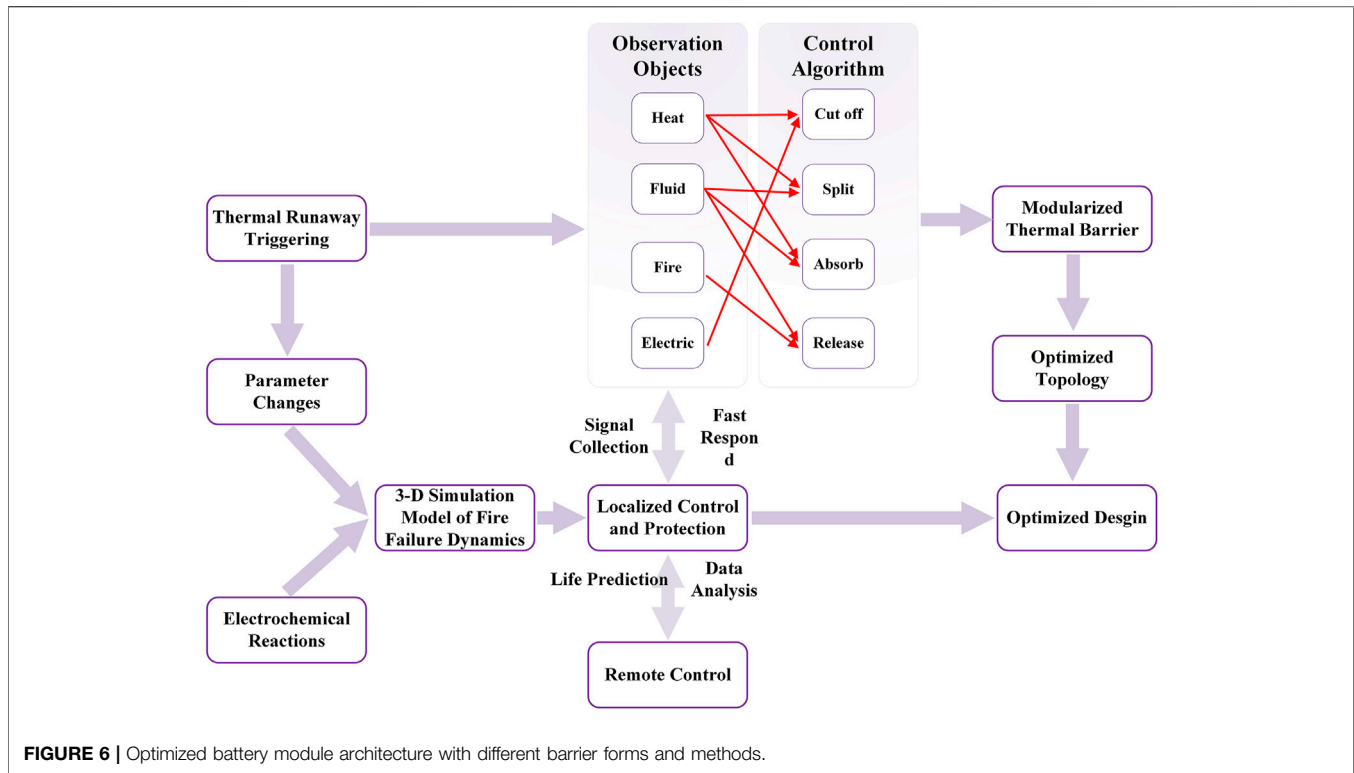 Observation
Objects
Control
Algorithm
Heat
Cut off
Fluid
Split
Thermal Runaway
Triggering
Modularized
Thermal Barrier
Fire
Absorb
Electric
Release
Parameter
Changes
Optimized
Topology
Signal
Collection
Fast
Respon
d
3-D Simulation
Model of Fire
Failure Dynamics
Localized Control
and Protection
Optimized Desgin
Life Prediction
Data
Analysis
Electrochemical
Reactions
Remote Control
FIGURE 6 | Optimized battery module architecture with different barrier forms and methods.